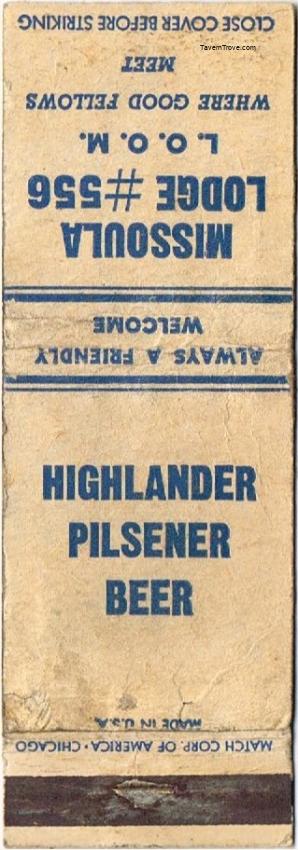 TavernTrove.com
CLOSE COVER BEFORE STRIKING
MISSOULA
LODGE #556
L. O. O. M.
WHERE GOOD FELLOWS
MEET
ALWAYS A FRIENDLY
WELCOME
HIGHLANDER
PILSENER
BEER
MADE IN U.S.A.
MATCH CORP. OF AMERICA • CHICAGO